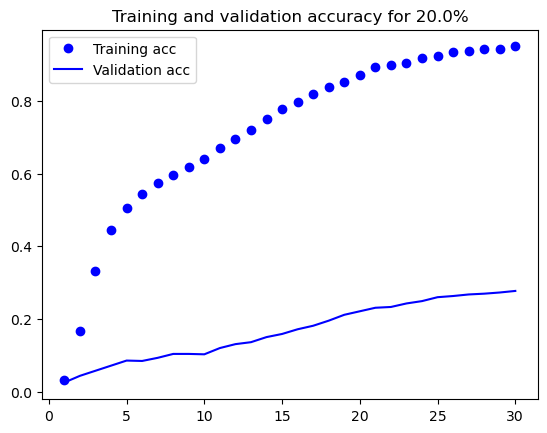 Training and validation accuracy for 20.0%
Training acc
Validation acc
0.8
0.6
0.4
0.2
0.0
0 5 10 15 20 25 30